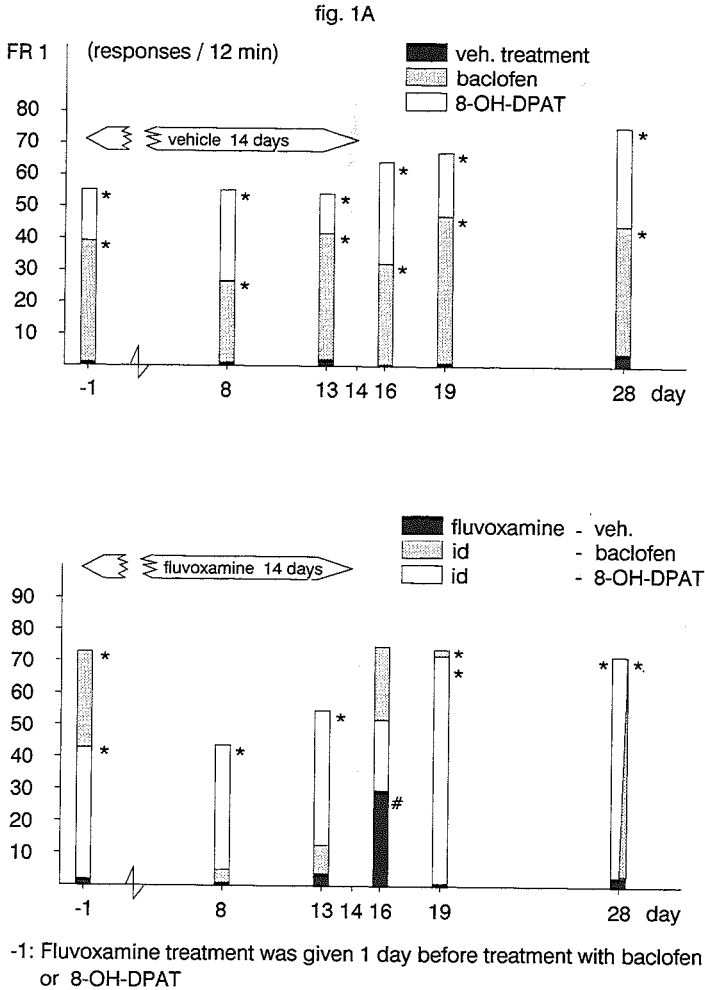 fig. 1A
FR 1 (responses / 12 min)
veh. treatment
baclofen
8-OH-DPAT
80
70
60
50
40
30
20
10
vehicle 14 days
* * * * * * * * * * * *
-1 8 13 14 16 19 28 day
fluvoxamine - veh.
id - baclofen
id - 8-OH-DPAT
90
80
70
60
50
40
30
20
10
fluvoxamine 14 days
* * * * # * * * *
-1 8 13 14 16 19 28 day
-1: Fluvoxamine treatment was given 1 day before treatment with baclofen
or 8-OH-DPAT